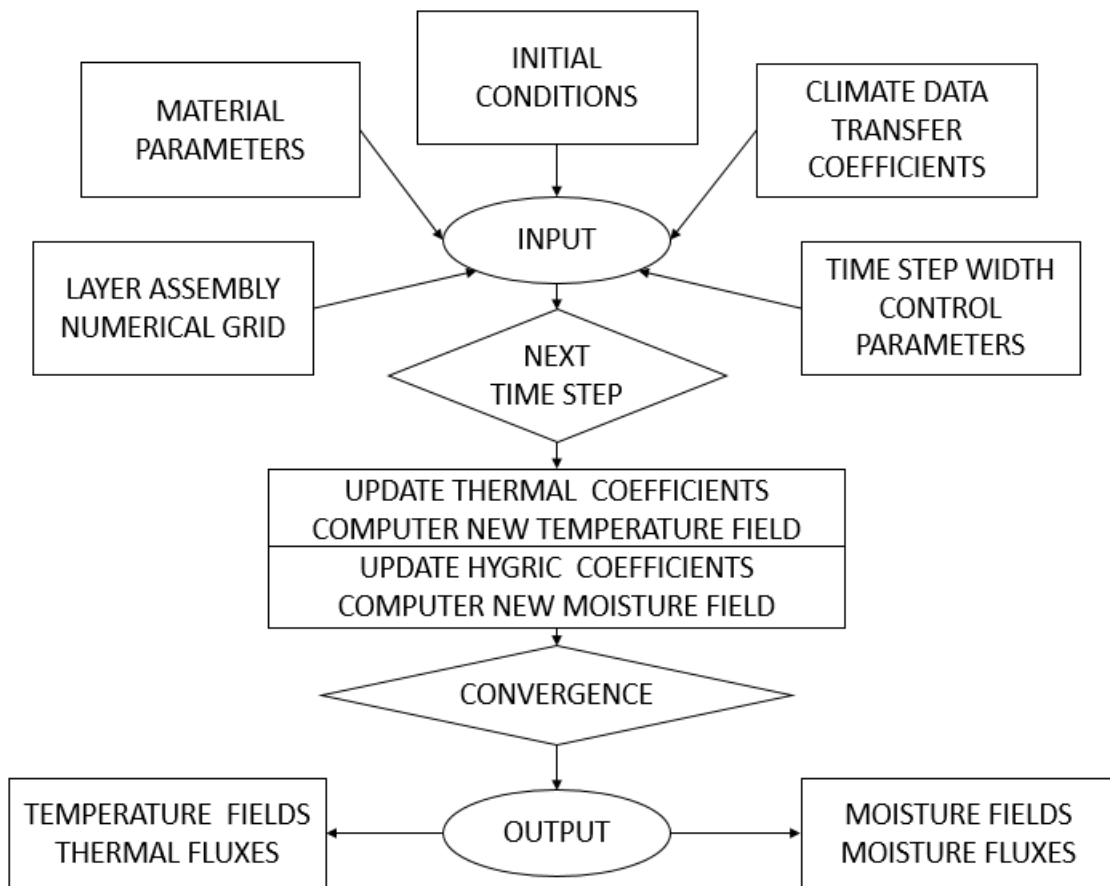 INITIAL
CONDITIONS
MATERIAL
PARAMETERS
CLIMATE DATA
TRANSFER
COEFFICIENTS
INPUT
LAYER ASSEMBLY
NUMERICAL GRID
TIME STEP WIDTH
CONTROL
PARAMETERS
NEXT
TIME STEP
UPDATE THERMAL COEFFICIENTS
COMPUTER NEW TEMPERATURE FIELD
UPDATE HYGRIC COEFFICIENTS
COMPUTER NEW MOISTURE FIELD
CONVERGENCE
OUTPUT
TEMPERATURE FIELDS
THERMAL FLUXES
MOISTURE FIELDS
MOISTURE FLUXES